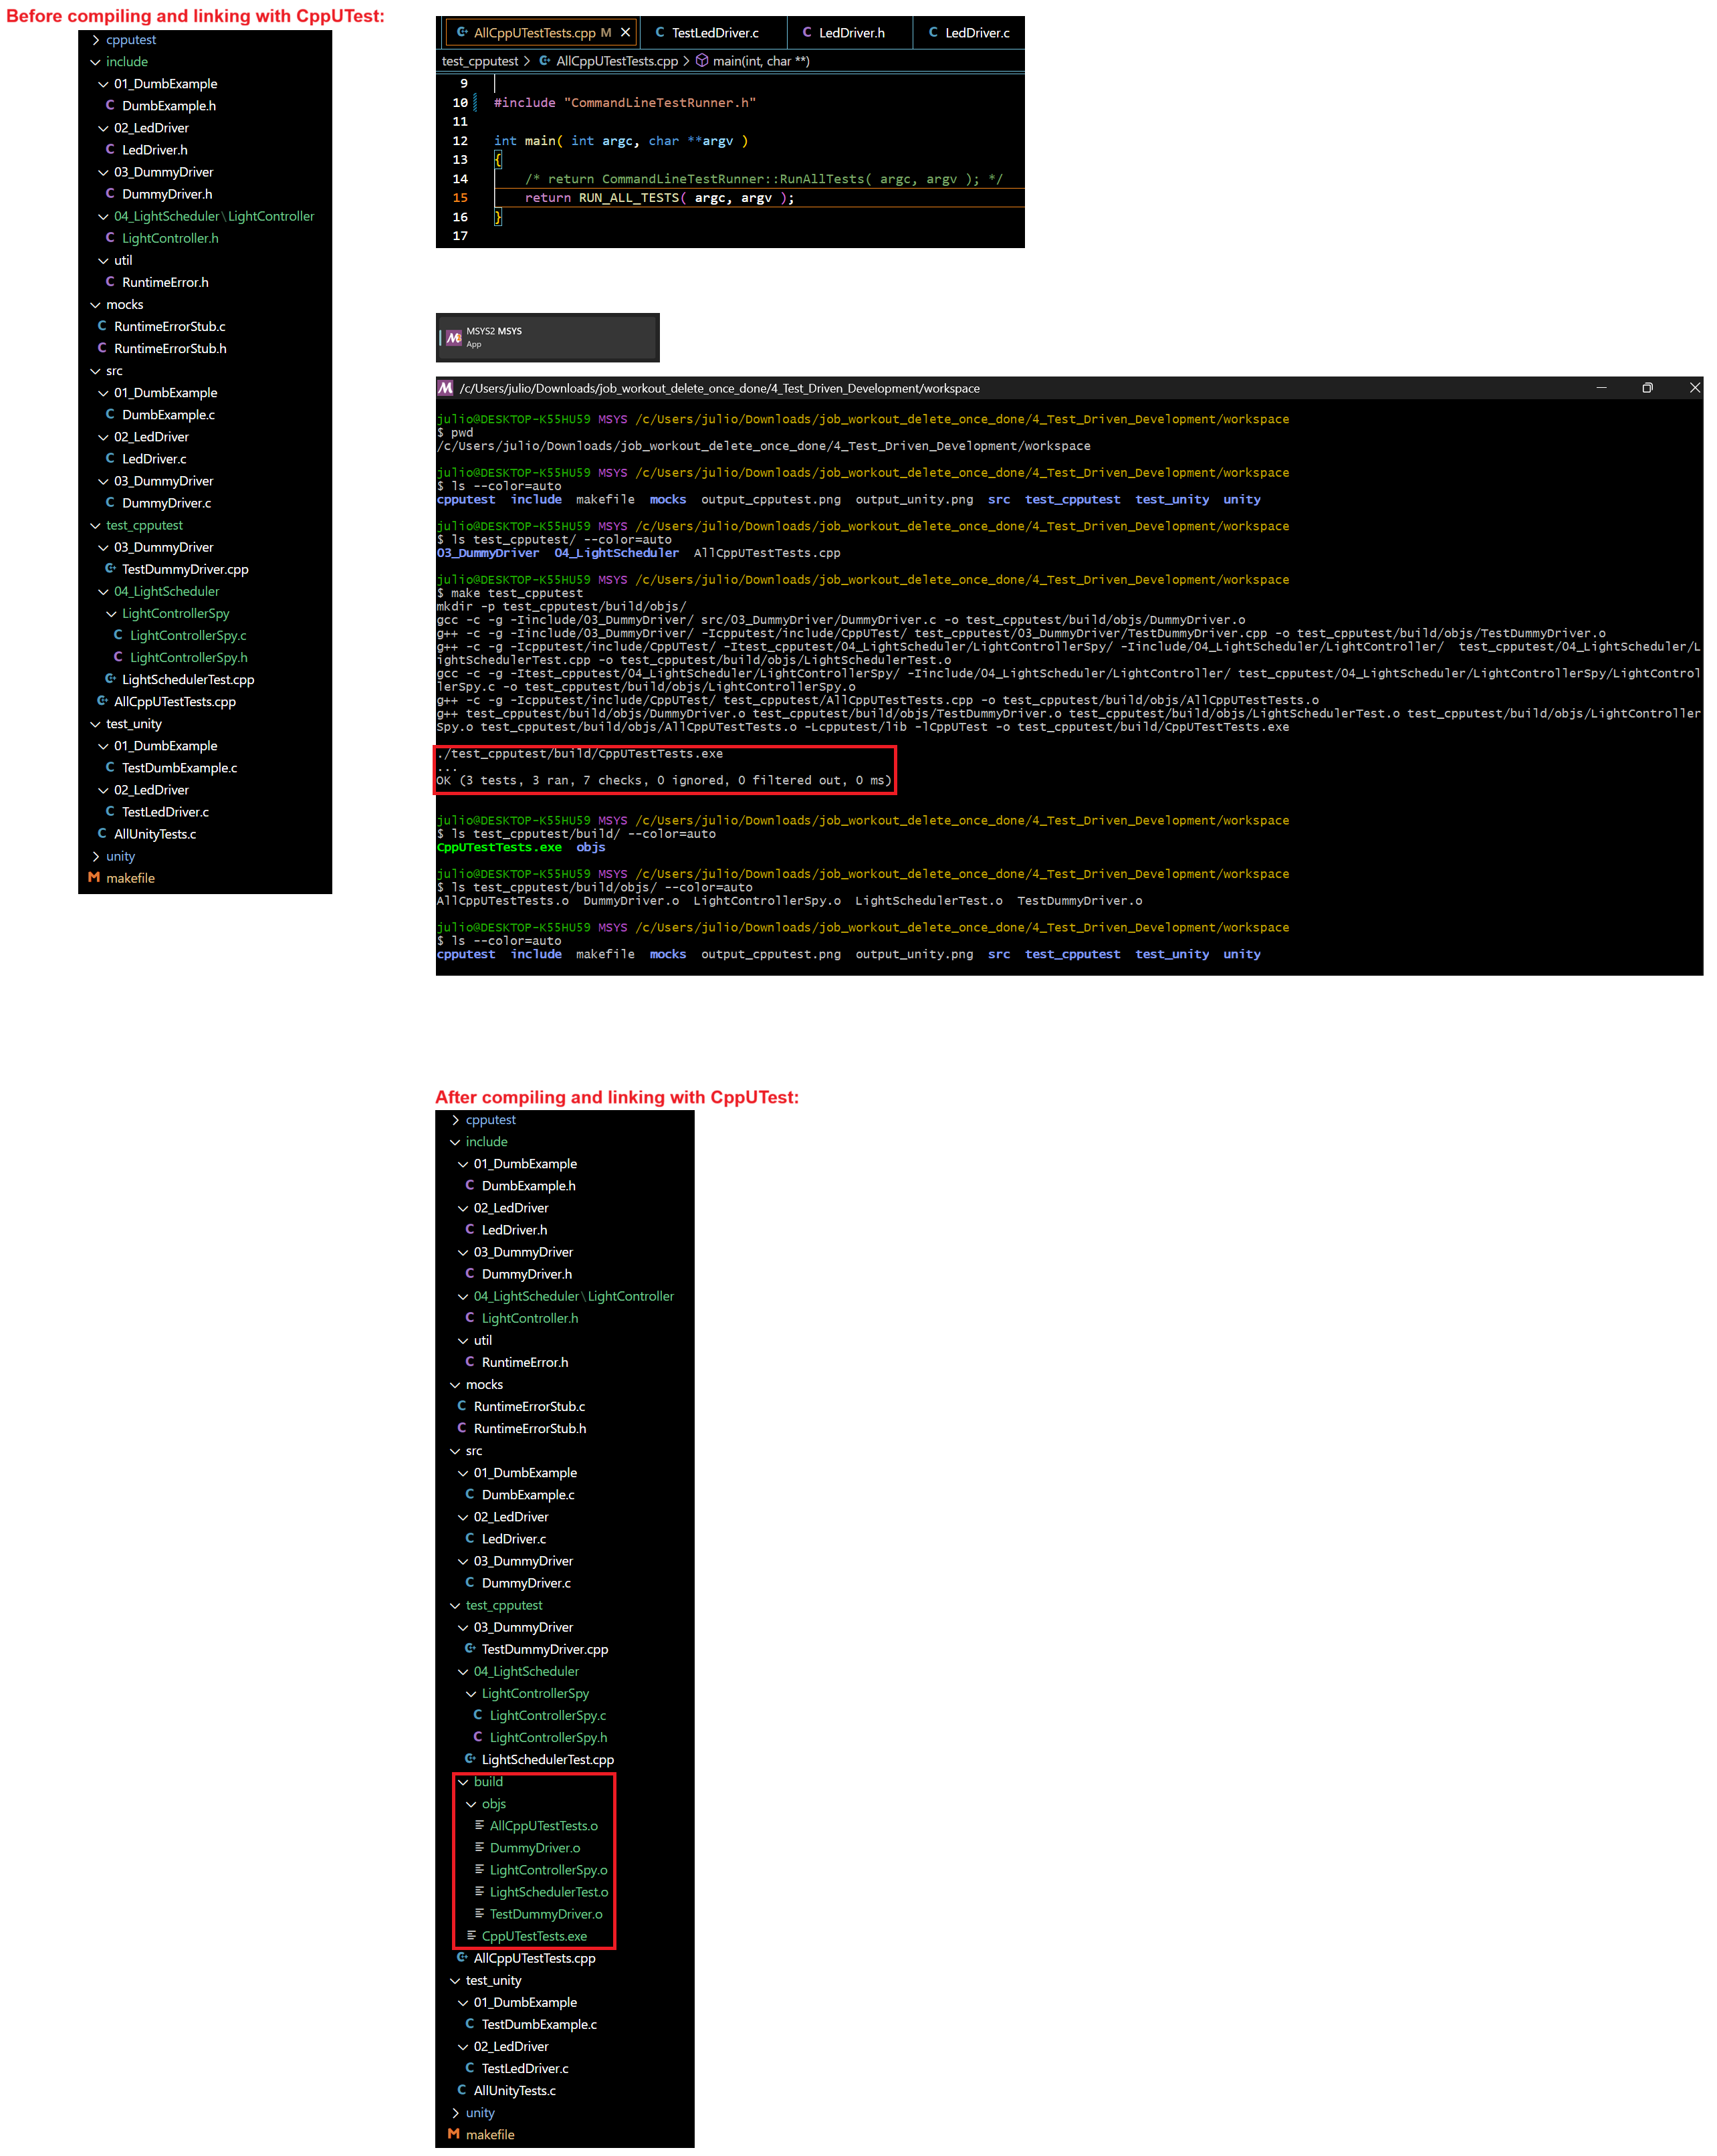 Before compiling and linking with CppUTest:
cpputest
include
01_DumbExample
C DumbExample.h
02_LedDriver
C LedDriver.h
03_DummyDriver
C DummyDriver.h
04_LightScheduler\LightController
C LightController.h
util
C RuntimeError.h
mocks
C RuntimeErrorStub.c
C RuntimeErrorStub.h
src
01_DumbExample
C DumbExample.c
02_LedDriver
C LedDriver.c
03_DummyDriver
C DummyDriver.c
test_cpputest
03_DummyDriver
TestDummyDriver.cpp
04_LightScheduler
LightControllerSpy
C LightControllerSpy.c
C LightControllerSpy.h
LightSchedulerTest.cpp
AllCppUTestTests.cpp
test_unity
01_DumbExample
C TestDumbExample.c
02_LedDriver
C TestLedDriver.c
C AllUnityTests.c
unity
M makefile
AllCppUTestTests.cpp M C TestLedDriver.c C LedDriver.h C LedDriver.c
test_cpputest > AllCppUTestTests.cpp > main(int, char **)
9
10 #include "CommandLineTestRunner.h"
11
12 int main( int argc, char **argv )
13 {
14 /* return CommandLineTestRunner::RunAllTests( argc, argv ); */
15 return RUN_ALL_TESTS( argc, argv );
16 }
17
MSYS2 MSYS
App
/c/Users/julio/Downloads/job_workout_delete_once_done/4_Test_Driven_Development/workspace
julio@DESKTOP-K55HU59 MSYS /c/Users/julio/Downloads/job_workout_delete_once_done/4_Test_Driven_Development/workspace
$ pwd
/c/Users/julio/Downloads/job_workout_delete_once_done/4_Test_Driven_Development/workspace
julio@DESKTOP-K55HU59 MSYS /c/Users/julio/Downloads/job_workout_delete_once_done/4_Test_Driven_Development/workspace
$ ls --color=auto
cpputest include makefile mocks output_cpputest.png output_unity.png src test_cpputest test_unity unity
julio@DESKTOP-K55HU59 MSYS /c/Users/julio/Downloads/job_workout_delete_once_done/4_Test_Driven_Development/workspace
$ ls test_cpputest/ --color=auto
03_DummyDriver 04_LightScheduler AllCppUTestTests.cpp
julio@DESKTOP-K55HU59 MSYS /c/Users/julio/Downloads/job_workout_delete_once_done/4_Test_Driven_Development/workspace
$ make test_cpputest
mkdir -p test_cpputest/build/objs/
gcc -c -g -Iinclude/03_DummyDriver/ src/03_DummyDriver/DummyDriver.c -o test_cpputest/build/objs/DummyDriver.o
g++ -c -g -Iinclude/03_DummyDriver/ -Icpputest/include/CppUTest/ test_cpputest/03_DummyDriver/TestDummyDriver.cpp -o test_cpputest/build/objs/TestDummyDriver.o
g++ -c -g -Icpputest/include/CppUTest/ -Itest_cpputest/04_LightScheduler/LightControllerSpy/ -Iinclude/04_LightScheduler/LightController/  test_cpputest/04_LightScheduler/L
ightSchedulerTest.cpp -o test_cpputest/build/objs/LightSchedulerTest.o
gcc -c -g -Itest_cpputest/04_LightScheduler/LightControllerSpy/ -Iinclude/04_LightScheduler/LightController/ test_cpputest/04_LightScheduler/LightControllerSpy/LightControl
lerSpy.c -o test_cpputest/build/objs/LightControllerSpy.o
g++ -c -g -Icpputest/include/CppUTest/ test_cpputest/AllCppUTestTests.cpp -o test_cpputest/build/objs/AllCppUTestTests.o
g++ test_cpputest/build/objs/DummyDriver.o test_cpputest/build/objs/TestDummyDriver.o test_cpputest/build/objs/LightSchedulerTest.o test_cpputest/build/objs/LightController
Spy.o test_cpputest/build/objs/AllCppUTestTests.o -Lcpputest/lib -lCppUTest -o test_cpputest/build/CppUTestTests.exe
./test_cpputest/build/CppUTestTests.exe
...
OK (3 tests, 3 ran, 7 checks, 0 ignored, 0 filtered out, 0 ms)
julio@DESKTOP-K55HU59 MSYS /c/Users/julio/Downloads/job_workout_delete_once_done/4_Test_Driven_Development/workspace
$ ls test_cpputest/build/ --color=auto
CppUTestTests.exe objs
julio@DESKTOP-K55HU59 MSYS /c/Users/julio/Downloads/job_workout_delete_once_done/4_Test_Driven_Development/workspace
$ ls test_cpputest/build/objs/ --color=auto
AllCppUTestTests.o DummyDriver.o LightControllerSpy.o LightSchedulerTest.o TestDummyDriver.o
julio@DESKTOP-K55HU59 MSYS /c/Users/julio/Downloads/job_workout_delete_once_done/4_Test_Driven_Development/workspace
$ ls --color=auto
cpputest include makefile mocks output_cpputest.png output_unity.png src test_cpputest test_unity unity
After compiling and linking with CppUTest:
cpputest
include
01_DumbExample
C DumbExample.h
02_LedDriver
C LedDriver.h
03_DummyDriver
C DummyDriver.h
04_LightScheduler\LightController
C LightController.h
util
C RuntimeError.h
mocks
C RuntimeErrorStub.c
C RuntimeErrorStub.h
src
01_DumbExample
C DumbExample.c
02_LedDriver
C LedDriver.c
03_DummyDriver
C DummyDriver.c
test_cpputest
03_DummyDriver
TestDummyDriver.cpp
04_LightScheduler
LightControllerSpy
C LightControllerSpy.c
C LightControllerSpy.h
LightSchedulerTest.cpp
build
objs
AllCppUTestTests.o
DummyDriver.o
LightControllerSpy.o
LightSchedulerTest.o
TestDummyDriver.o
CppUTestTests.exe
AllCppUTestTests.cpp
test_unity
01_DumbExample
C TestDumbExample.c
02_LedDriver
C TestLedDriver.c
C AllUnityTests.c
unity
M makefile